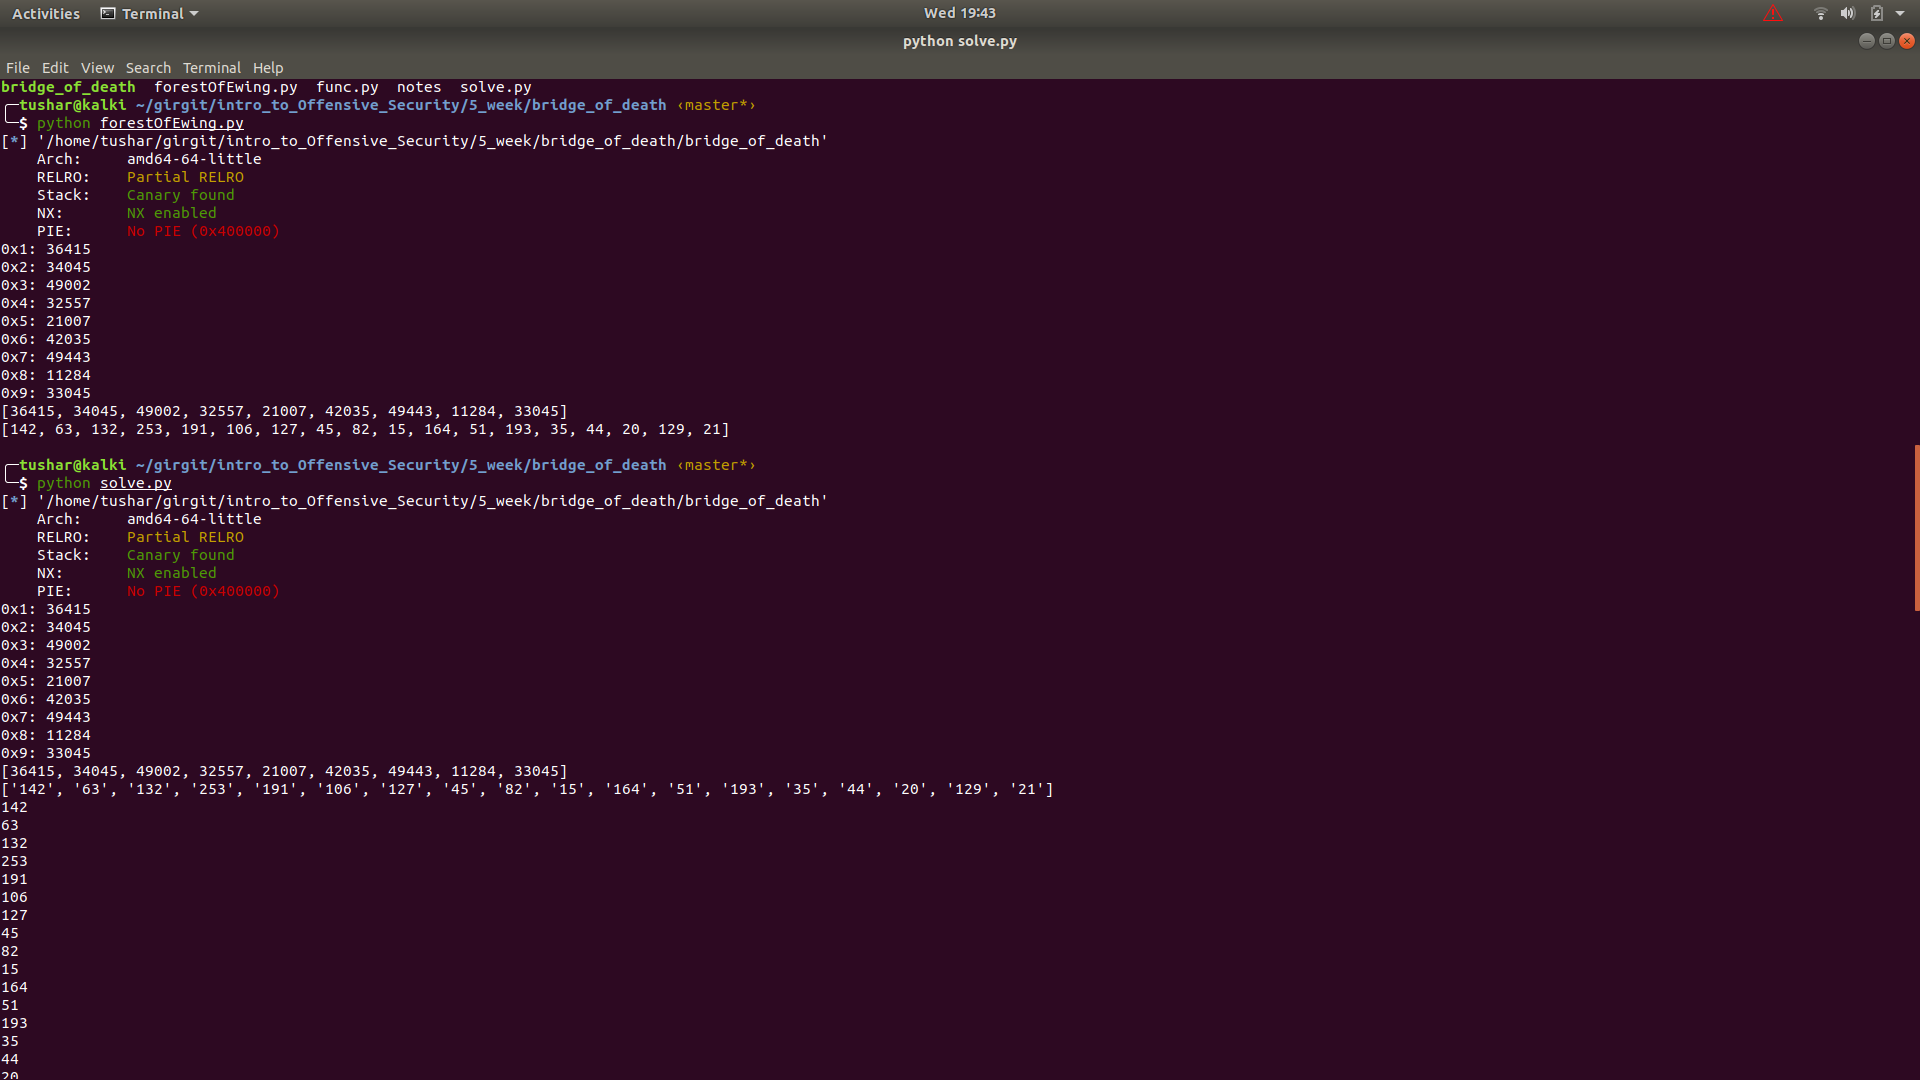 Activities Terminal Wed 19:43
python solve.py
File Edit View Search Terminal Help
bridge_of_death  forestOfEwing.py  func.py  notes  solve.py
tushar@kalki ~/girgit/intro_to_Offensive_Security/5_week/bridge_of_death ‹master*›
$ python forestOfEwing.py
[*] '/home/tushar/girgit/intro_to_Offensive_Security/5_week/bridge_of_death/bridge_of_death'
    Arch:     amd64-64-little
    RELRO:    Partial RELRO
    Stack:    Canary found
    NX:       NX enabled
    PIE:      No PIE (0x400000)
0x1: 36415
0x2: 34045
0x3: 49002
0x4: 32557
0x5: 21007
0x6: 42035
0x7: 49443
0x8: 11284
0x9: 33045
[36415, 34045, 49002, 32557, 21007, 42035, 49443, 11284, 33045]
[142, 63, 132, 253, 191, 106, 127, 45, 82, 15, 164, 51, 193, 35, 44, 20, 129, 21]
tushar@kalki ~/girgit/intro_to_Offensive_Security/5_week/bridge_of_death ‹master*›
$ python solve.py
[*] '/home/tushar/girgit/intro_to_Offensive_Security/5_week/bridge_of_death/bridge_of_death'
    Arch:     amd64-64-little
    RELRO:    Partial RELRO
    Stack:    Canary found
    NX:       NX enabled
    PIE:      No PIE (0x400000)
0x1: 36415
0x2: 34045
0x3: 49002
0x4: 32557
0x5: 21007
0x6: 42035
0x7: 49443
0x8: 11284
0x9: 33045
[36415, 34045, 49002, 32557, 21007, 42035, 49443, 11284, 33045]
['142', '63', '132', '253', '191', '106', '127', '45', '82', '15', '164', '51', '193', '35', '44', '20', '129', '21']
142
63
132
253
191
106
127
45
82
15
164
51
193
35
44
20